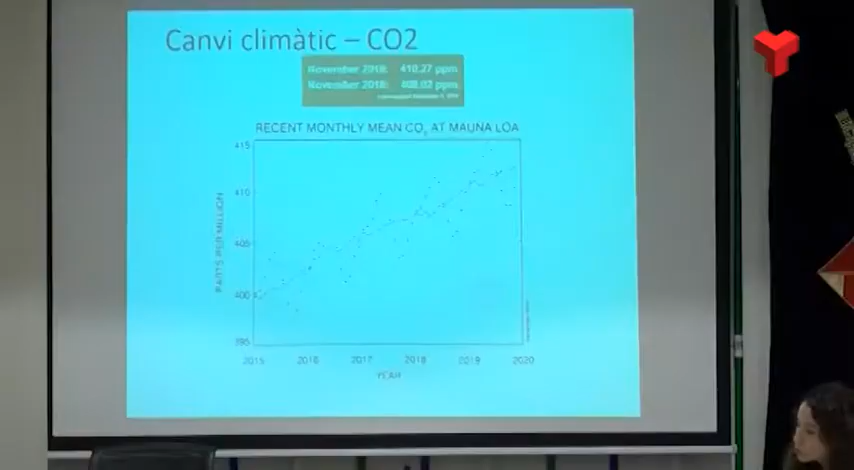 Canvi climàtic – CO2
November 2019: 410.27 ppm
November 2018: 408.02 ppm
RECENT MONTHLY MEAN CO₂ AT MAUNA LOA
415
410
405
400
395
PARTS PER MILLION
2015 2016 2017 2018 2019 2020
YEAR